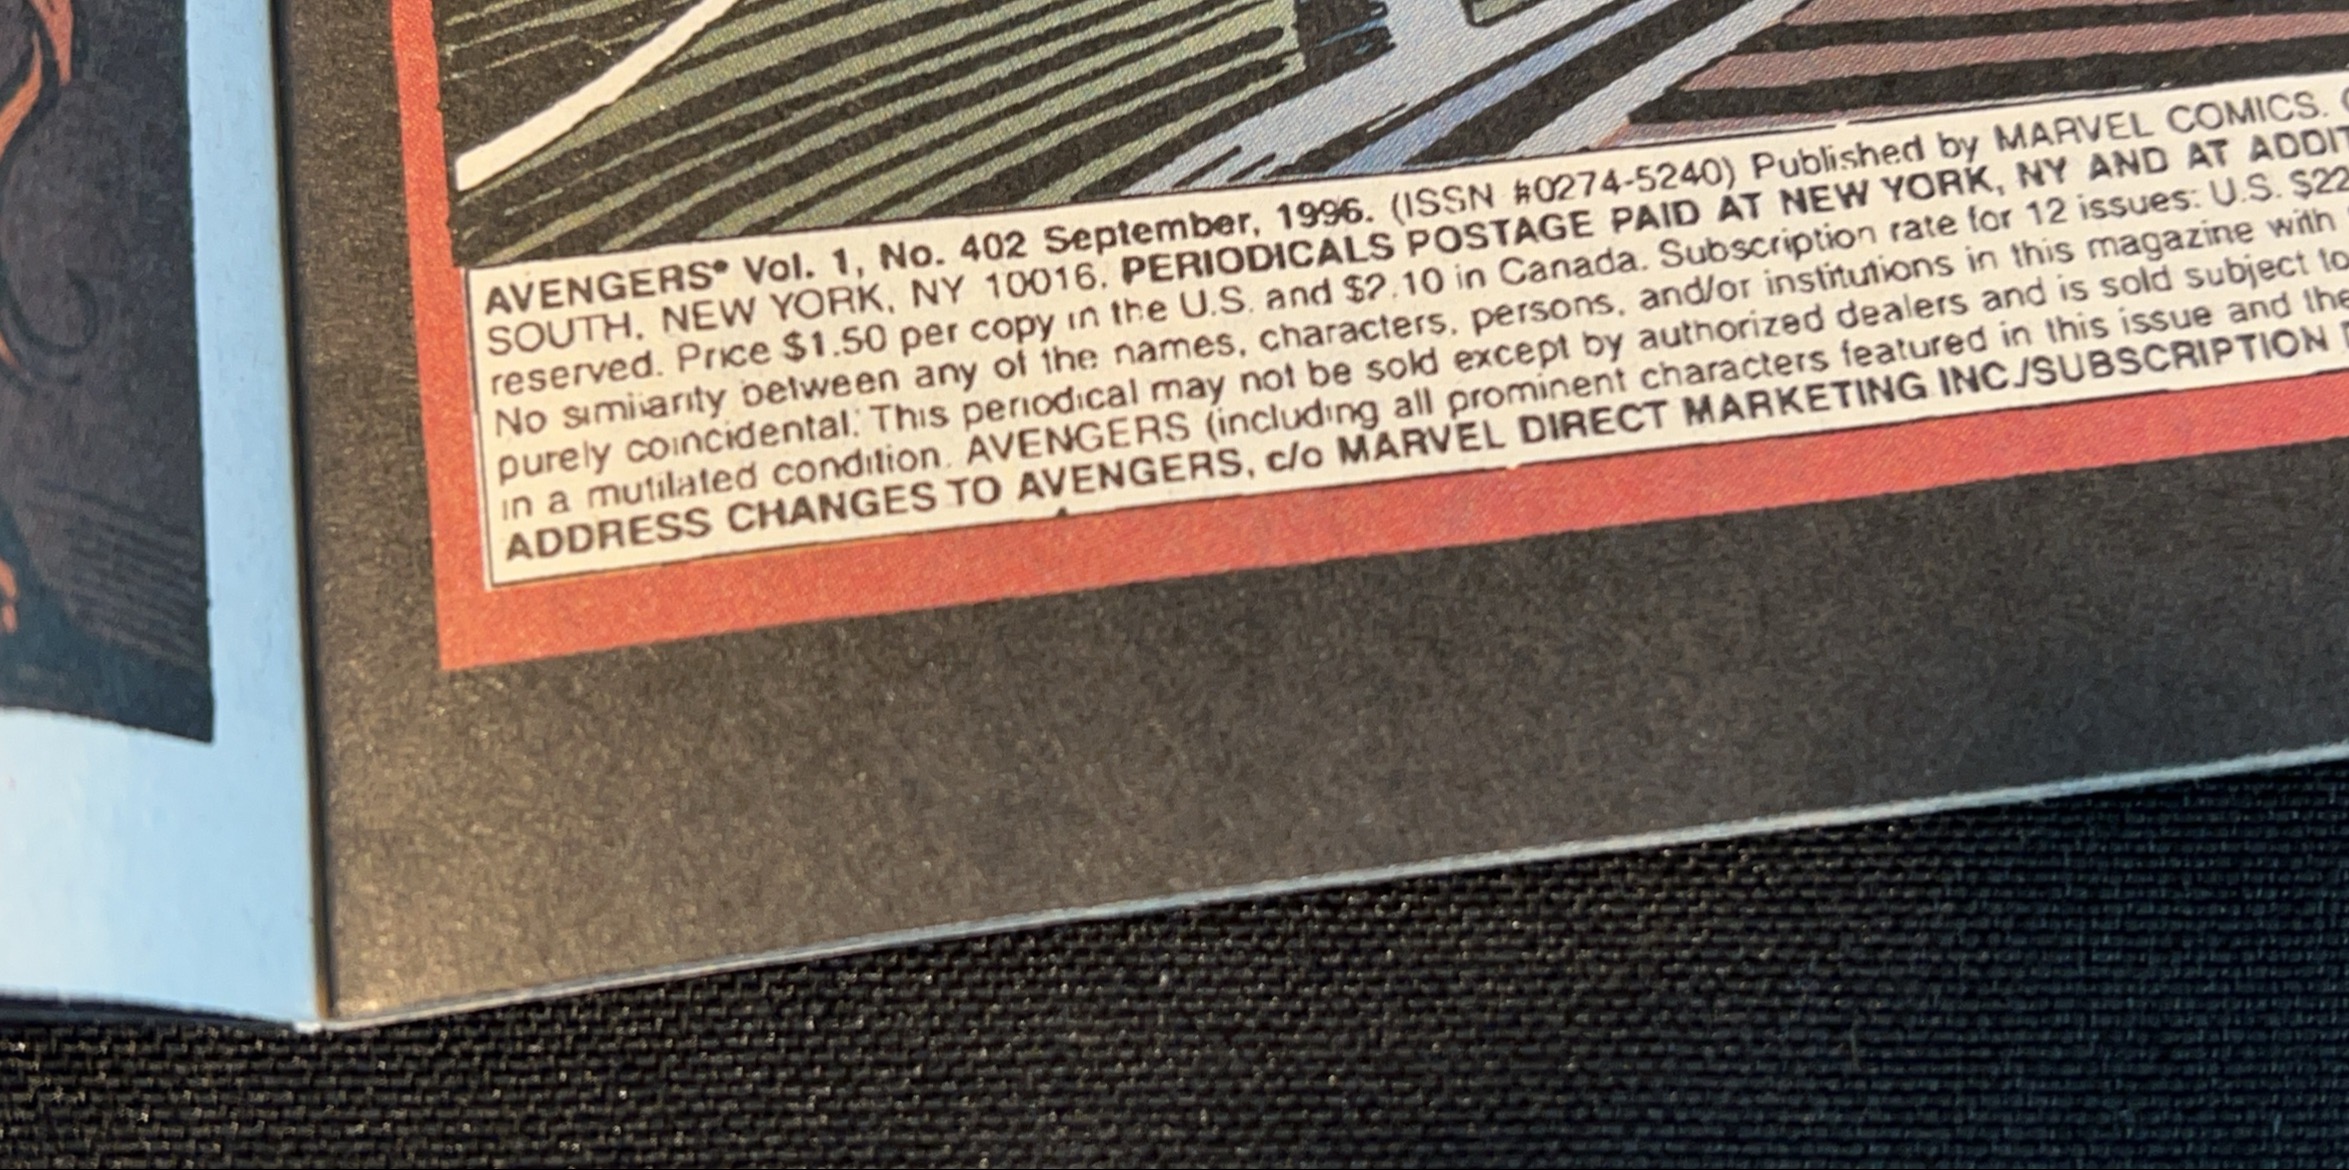 AVENGERS® Vol. 1, No. 402 September, 1996. (ISSN #0274-5240) Published by MARVEL COMICS.
SOUTH, NEW YORK, NY 10016. PERIODICALS POSTAGE PAID AT NEW YORK, NY AND AT ADDIT
reserved. Price $1.50 per copy in the U.S. and $2.10 in Canada. Subscription rate for 12 issues: U.S. $22
No similarity between any of the names, characters, persons, and/or institutions in this magazine with
purely coincidental. This periodical may not be sold except by authorized dealers and is sold subject to
in a mutilated condition. AVENGERS (including all prominent characters featured in this issue and the
ADDRESS CHANGES TO AVENGERS, c/o MARVEL DIRECT MARKETING INC./SUBSCRIPTION